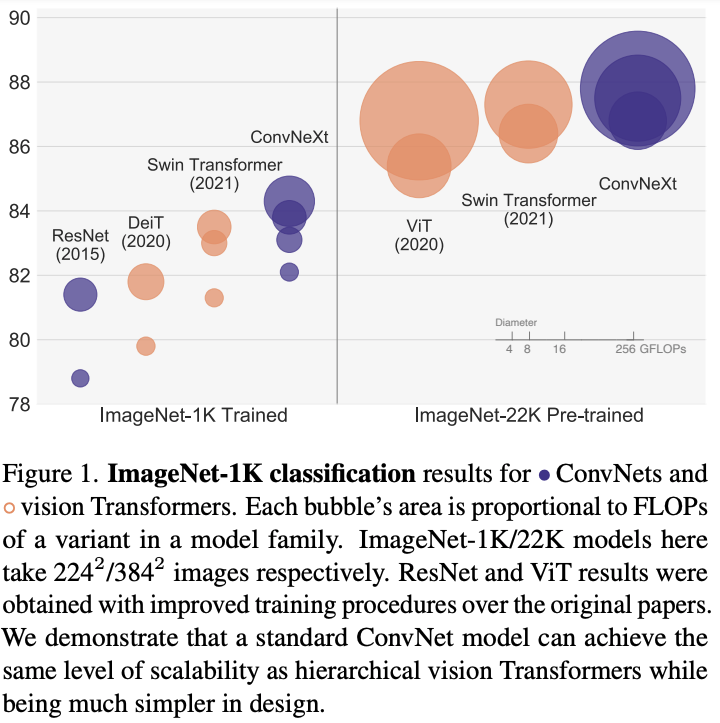 90
88
86
84
82
80
78
ResNet
(2015)
DeiT
(2020)
Swin Transformer
(2021)
ConvNeXt
ViT
(2020)
Swin Transformer
(2021)
ConvNeXt
Diameter
4 8 16 256 GFLOPs
ImageNet-1K Trained
ImageNet-22K Pre-trained
Figure 1. ImageNet-1K classification results for ● ConvNets and
○ vision Transformers. Each bubble’s area is proportional to FLOPs
of a variant in a model family. ImageNet-1K/22K models here
take 224²/384² images respectively. ResNet and ViT results were
obtained with improved training procedures over the original papers.
We demonstrate that a standard ConvNet model can achieve the
same level of scalability as hierarchical vision Transformers while
being much simpler in design.